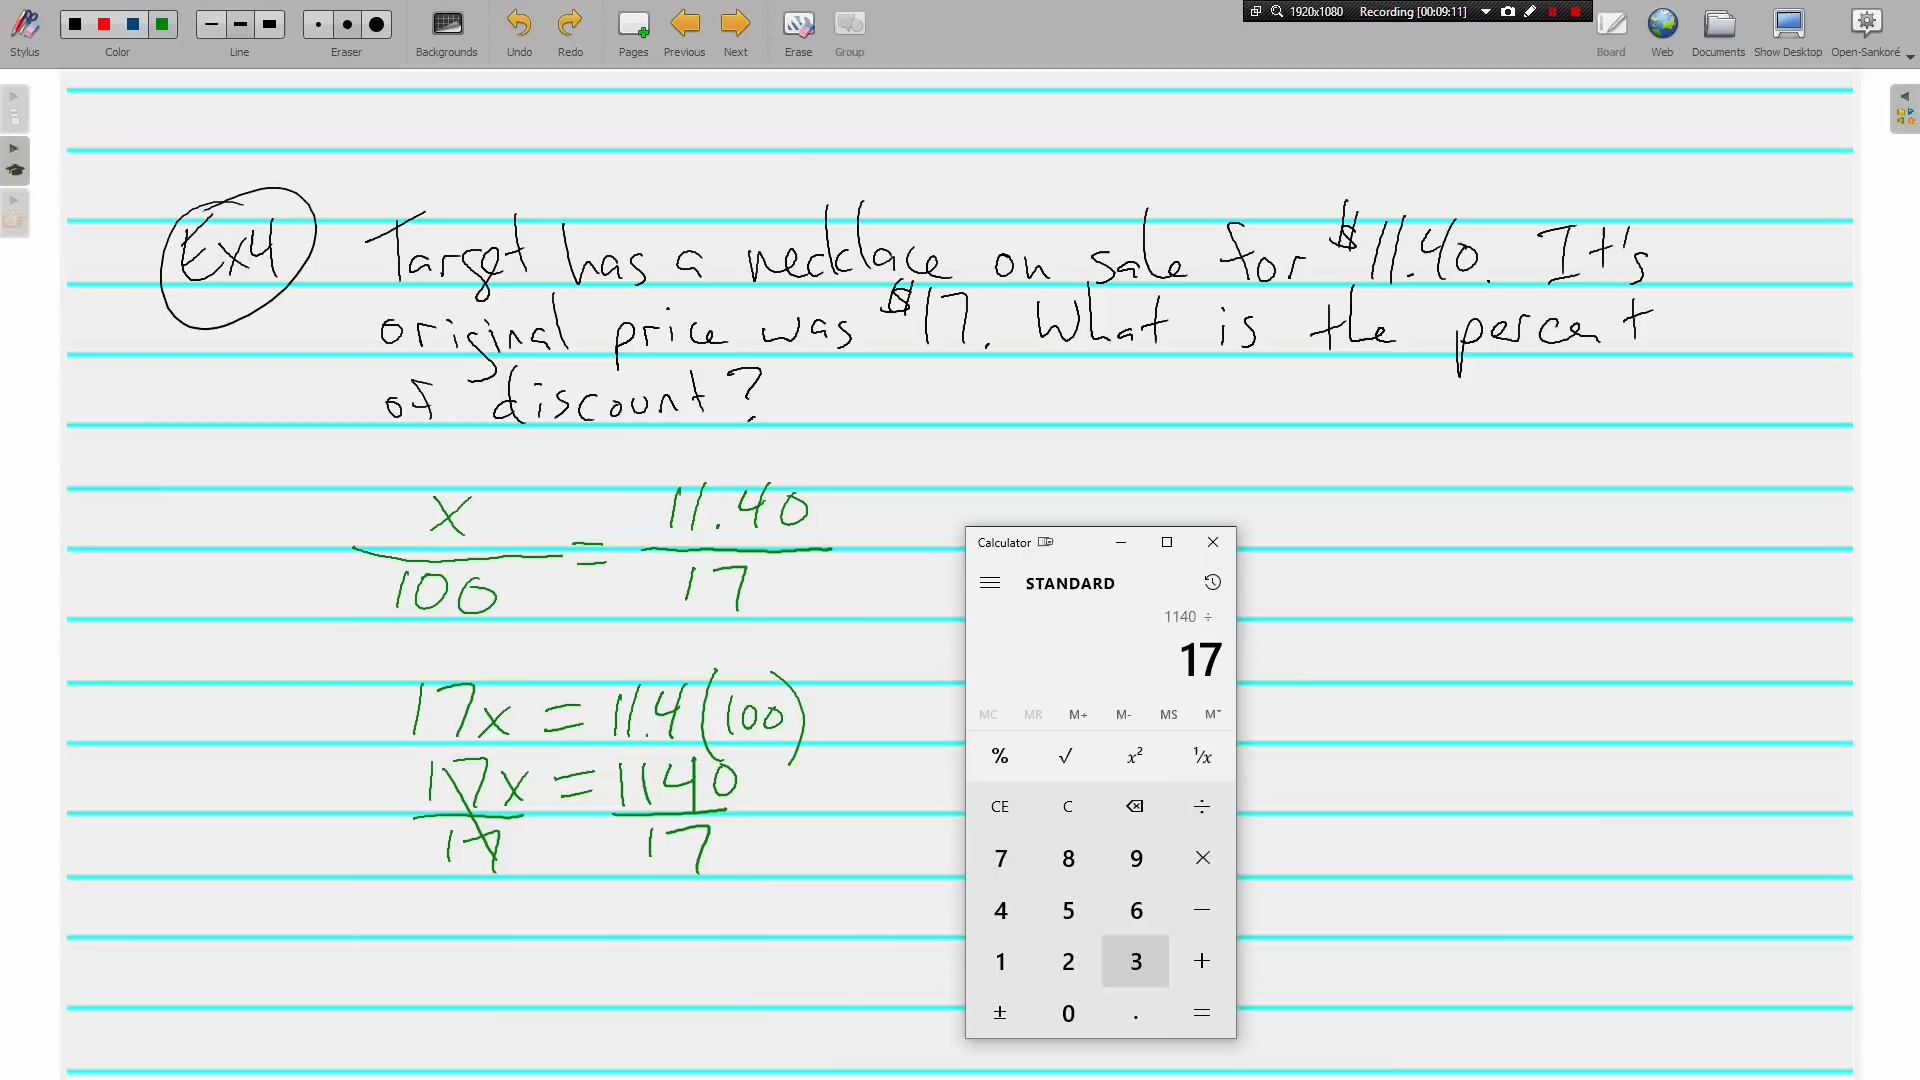 1920x1080 Recording [00:09:11]
Stylus Color Line Eraser Backgrounds Undo Redo Pages Previous Next Erase Group Board Web Documents Show Desktop Open-Sankoré
Ex4 Target has a necklace on sale for $11.40. It's
original price was $17. What is the percent
of discount?
x 11.40
=
100 17
17x = 11.4(100)
17x = 1140
17 17
Calculator
STANDARD
1140 ÷
17
MC MR M+ M- MS M˅
% √ x² ¹/x
CE C ÷
7 8 9 ×
4 5 6 −
1 2 3 +
± 0 . =